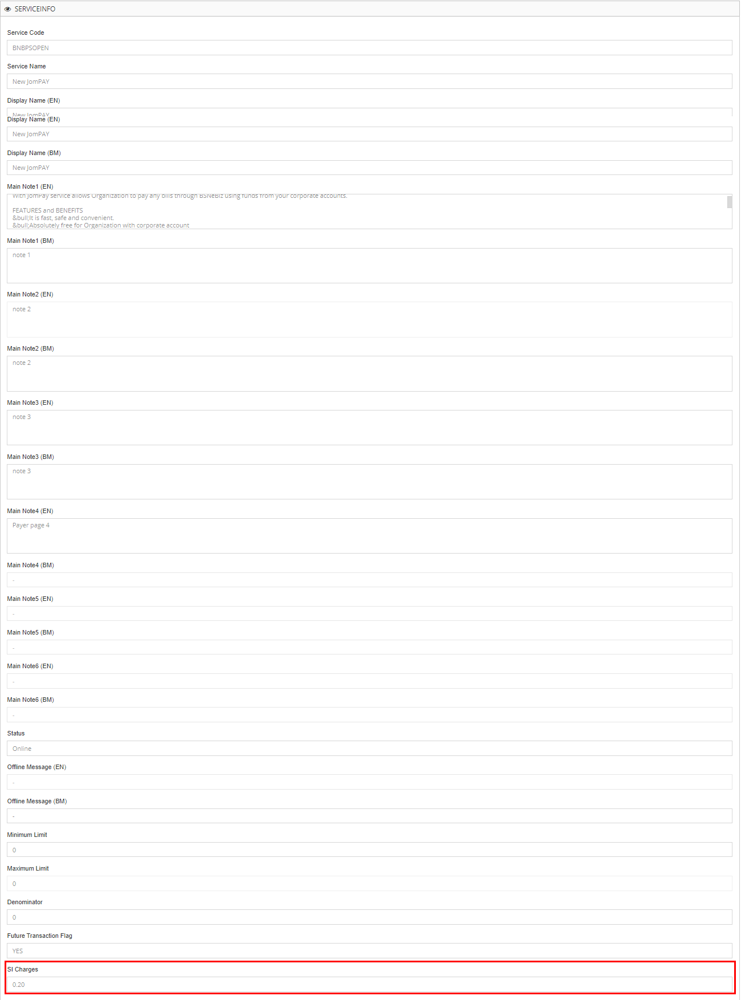 SERVICEINFO
Service Code
BNBPSOPEN
Service Name
New JomPAY
Display Name (EN)
New JomPAY
Display Name (EN)
New JomPAY
Display Name (BM)
New JomPAY
Main Note1 (EN)
With JomPay service allows Organization to pay any bills through BSNeBiz using funds from your corporate accounts.
FEATURES and BENEFITS
&bull;It is fast, safe and convenient.
&bull;Absolutely free for Organization with corporate account
Main Note1 (BM)
note 1
Main Note2 (EN)
note 2
Main Note2 (BM)
note 2
Main Note3 (EN)
note 3
Main Note3 (BM)
note 3
Main Note4 (EN)
Payer page 4
Main Note4 (BM)
-
Main Note5 (EN)
-
Main Note5 (BM)
-
Main Note6 (EN)
-
Main Note6 (BM)
-
Status
Online
Offline Message (EN)
-
Offline Message (BM)
-
Minimum Limit
0
Maximum Limit
0
Denominator
0
Future Transaction Flag
YES
SI Charges
0.20